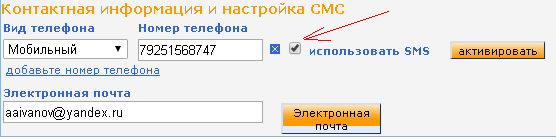 Контактная информация и настройка СМС
Вид телефона Номер телефона
Мобильный 79251568747 использовать SMS активировать
добавьте номер телефона
Электронная почта
aaivanov@yandex.ru Электронная
почта